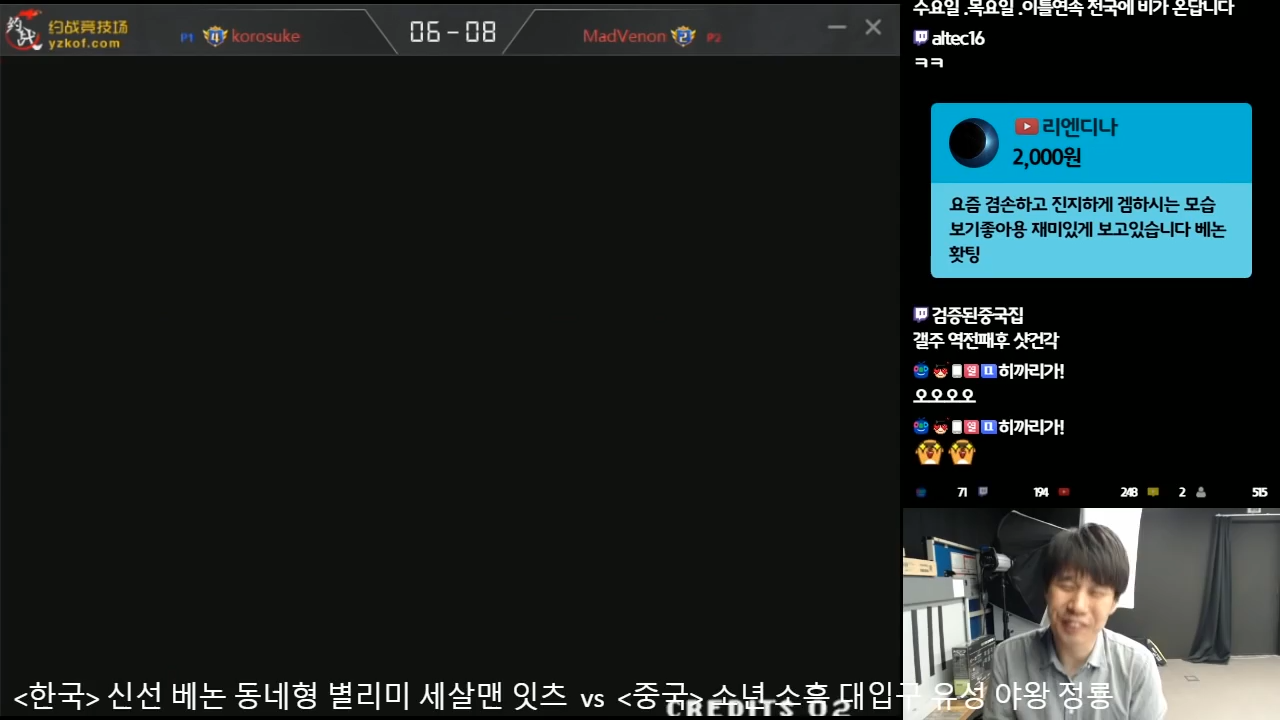 约战竞技场
yzkof.com
P1 4 korosuke
06-08
MadVenon 2 P2
수요일 .목요일 .이틀연속 전국에 비가 온답니다
altec16
ㅋㅋ
리엔디나
2,000원
요즘 겸손하고 진지하게 겜하시는 모습
보기좋아용 재미있게 보고있습니다 베논
홧팅
검증된중국집
갤주 역전패후 샷건각
열 히까리가!
오오오오
열 히까리가!
71 194 248 2 515
<한국> 신선 베논 동네형 별리미 세살맨 잇츠 vs <중국> 소년 소휴 대입구 유성 야왕 정룡
CREDITS 02